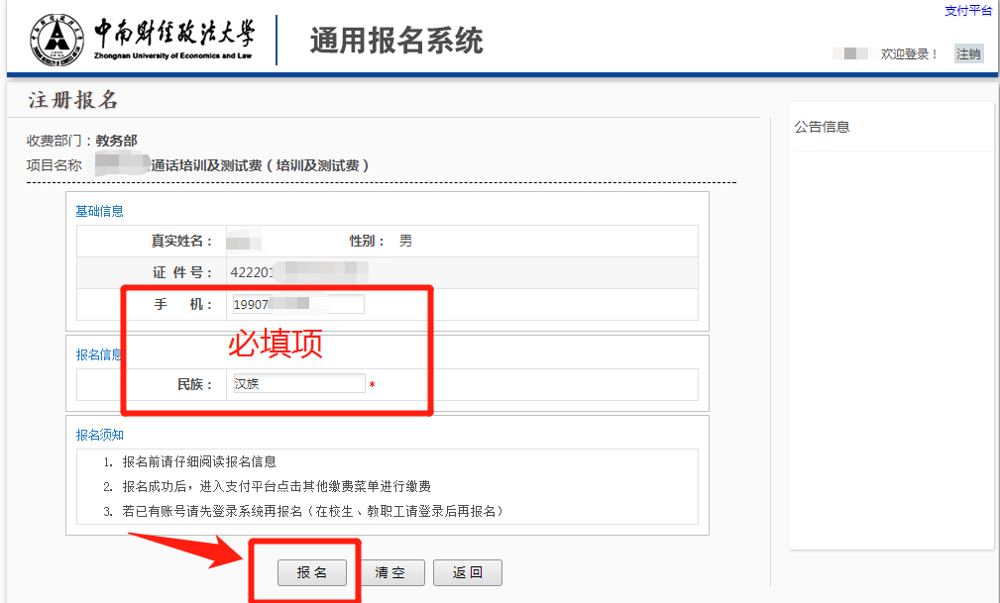 支付平台
中南财经政法大学
Zhongnan University of Economics and Law
通用报名系统
欢迎登录！ 注销
注册报名
公告信息
收费部门：教务部
项目名称 通话培训及测试费（培训及测试费）
基础信息
真实姓名： 性别： 男
证 件 号： 42220
手 机： 19907
必填项
报名信息
民族： 汉族 *
报名须知
1. 报名前请仔细阅读报名信息
2. 报名成功后，进入支付平台点击其他缴费菜单进行缴费
3. 若已有账号请先登录系统再报名（在校生、教职工请登录后再报名）
报 名 清 空 返 回